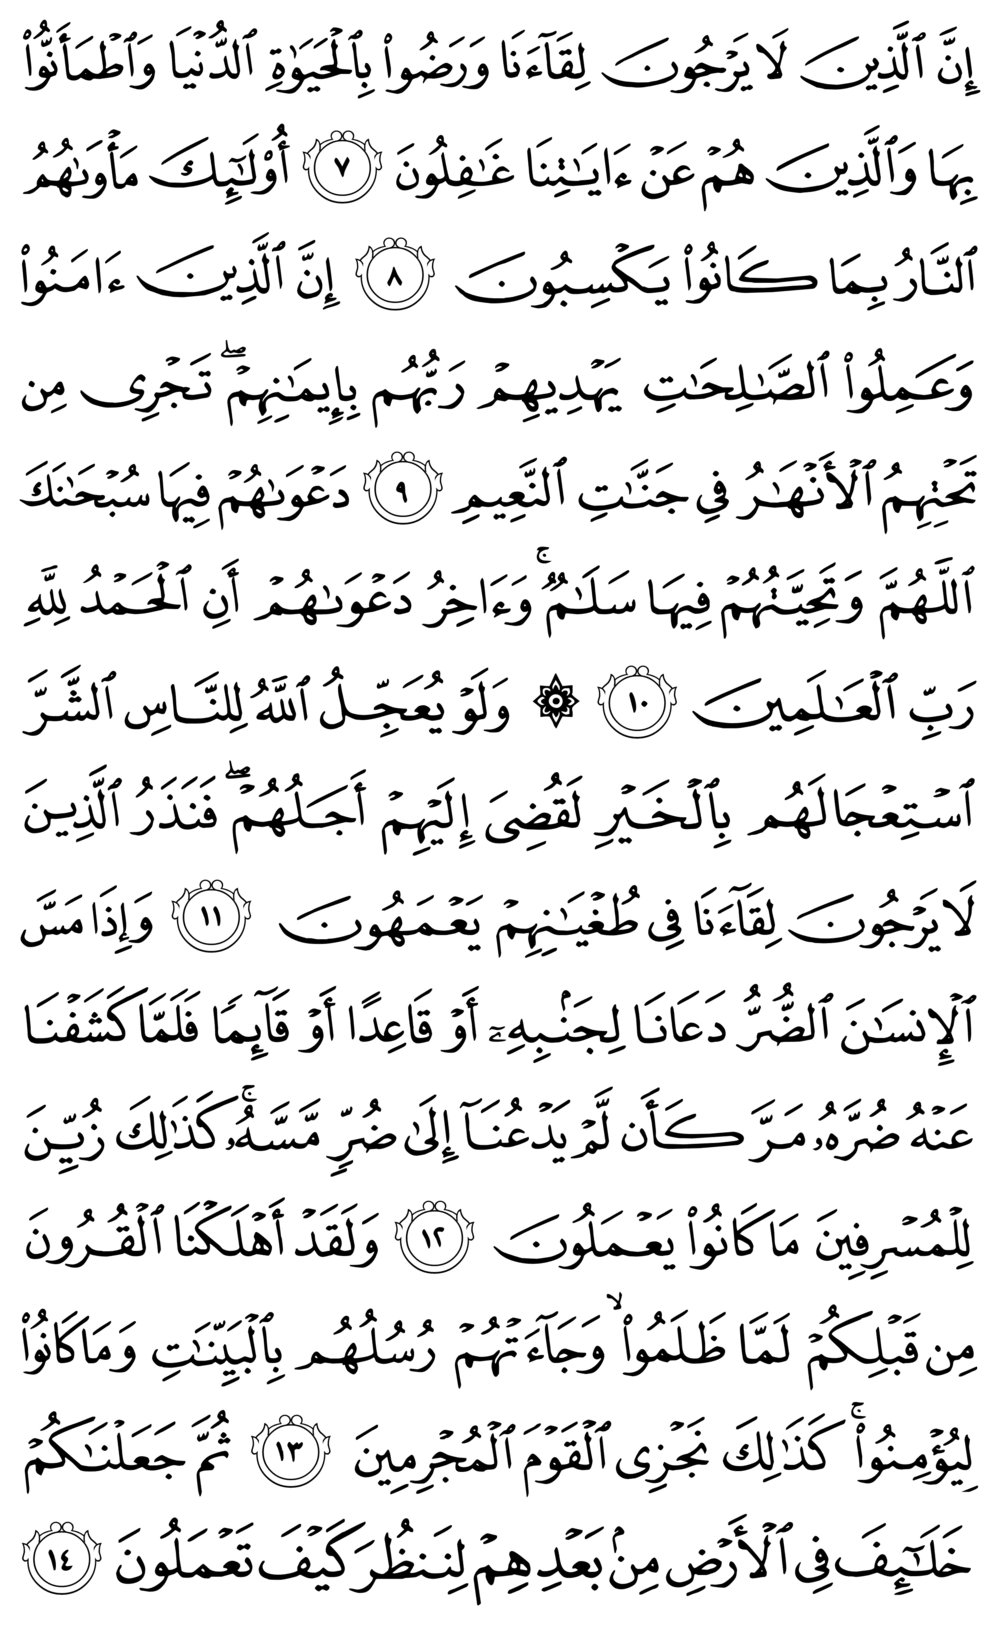 إِنَّ ٱلَّذِينَ لَا يَرۡجُونَ لِقَآءَنَا وَرَضُواْ بِٱلۡحَيَوٰةِ ٱلدُّنۡيَا وَٱطۡمَأَنُّواْ
بِهَا وَٱلَّذِينَ هُمۡ عَنۡ ءَايَٰتِنَا غَٰفِلُونَ ٧ أُوْلَٰٓئِكَ مَأۡوَىٰهُمُ
ٱلنَّارُ بِمَا كَانُواْ يَكۡسِبُونَ ٨ إِنَّ ٱلَّذِينَ ءَامَنُواْ
وَعَمِلُواْ ٱلصَّٰلِحَٰتِ يَهۡدِيهِمۡ رَبُّهُم بِإِيمَٰنِهِمۡۖ تَجۡرِي مِن
تَحۡتِهِمُ ٱلۡأَنۡهَٰرُ فِي جَنَّٰتِ ٱلنَّعِيمِ ٩ دَعۡوَىٰهُمۡ فِيهَا سُبۡحَٰنَكَ
ٱللَّهُمَّ وَتَحِيَّتُهُمۡ فِيهَا سَلَٰمٞۚ وَءَاخِرُ دَعۡوَىٰهُمۡ أَنِ ٱلۡحَمۡدُ لِلَّهِ
رَبِّ ٱلۡعَٰلَمِينَ ١٠ ۞ وَلَوۡ يُعَجِّلُ ٱللَّهُ لِلنَّاسِ ٱلشَّرَّ
ٱسۡتِعۡجَالَهُم بِٱلۡخَيۡرِ لَقُضِيَ إِلَيۡهِمۡ أَجَلُهُمۡۖ فَنَذَرُ ٱلَّذِينَ
لَا يَرۡجُونَ لِقَآءَنَا فِي طُغۡيَٰنِهِمۡ يَعۡمَهُونَ ١١ وَإِذَا مَسَّ
ٱلۡإِنسَٰنَ ٱلضُّرُّ دَعَانَا لِجَنۢبِهِۦٓ أَوۡ قَاعِدًا أَوۡ قَآئِمٗا فَلَمَّا كَشَفۡنَا
عَنۡهُ ضُرَّهُۥ مَرَّ كَأَن لَّمۡ يَدۡعُنَآ إِلَىٰ ضُرّٖ مَّسَّهُۥۚ كَذَٰلِكَ زُيِّنَ
لِلۡمُسۡرِفِينَ مَا كَانُواْ يَعۡمَلُونَ ١٢ وَلَقَدۡ أَهۡلَكۡنَا ٱلۡقُرُونَ
مِن قَبۡلِكُمۡ لَمَّا ظَلَمُواْۙ وَجَآءَتۡهُمۡ رُسُلُهُم بِٱلۡبَيِّنَٰتِ وَمَا كَانُواْ
لِيُؤۡمِنُواْۚ كَذَٰلِكَ نَجۡزِي ٱلۡقَوۡمَ ٱلۡمُجۡرِمِينَ ١٣ ثُمَّ جَعَلۡنَٰكُمۡ
خَلَٰٓئِفَ فِي ٱلۡأَرۡضِ مِنۢ بَعۡدِهِمۡ لِنَنظُرَ كَيۡفَ تَعۡمَلُونَ ١٤